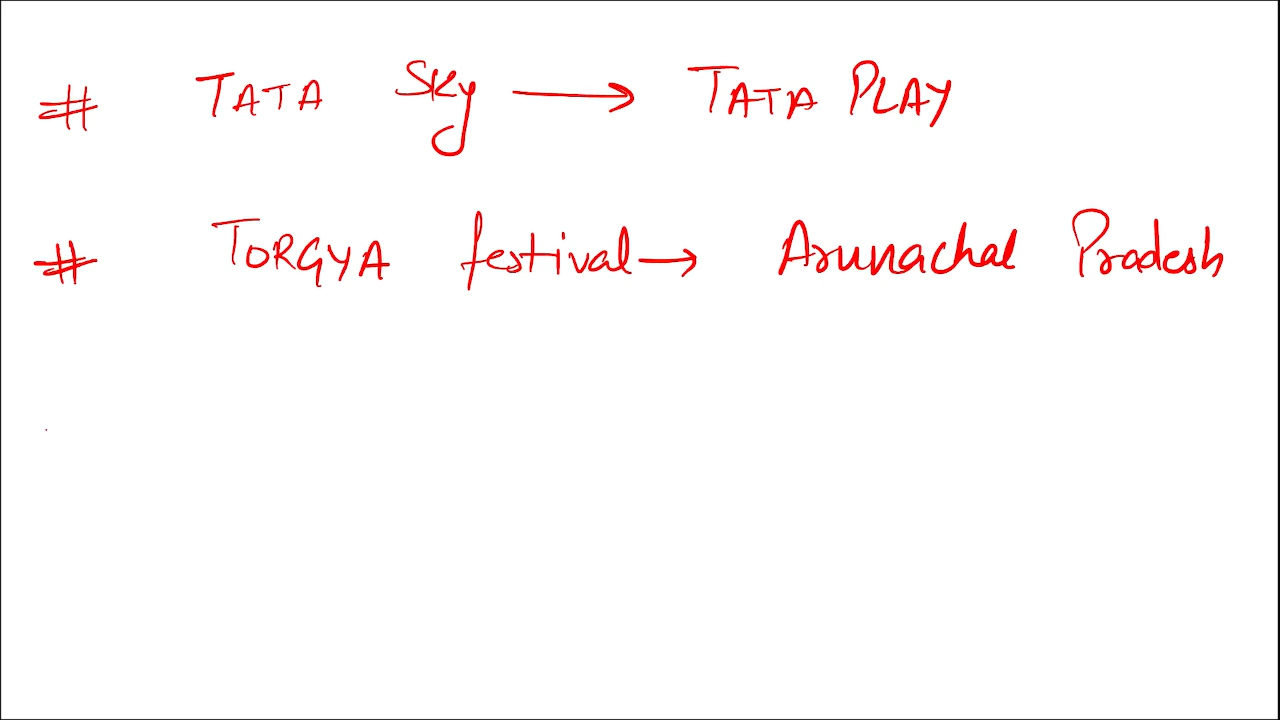 # TATA Sky → TATA PLAY
# TORGYA festival → Arunachal Pradesh